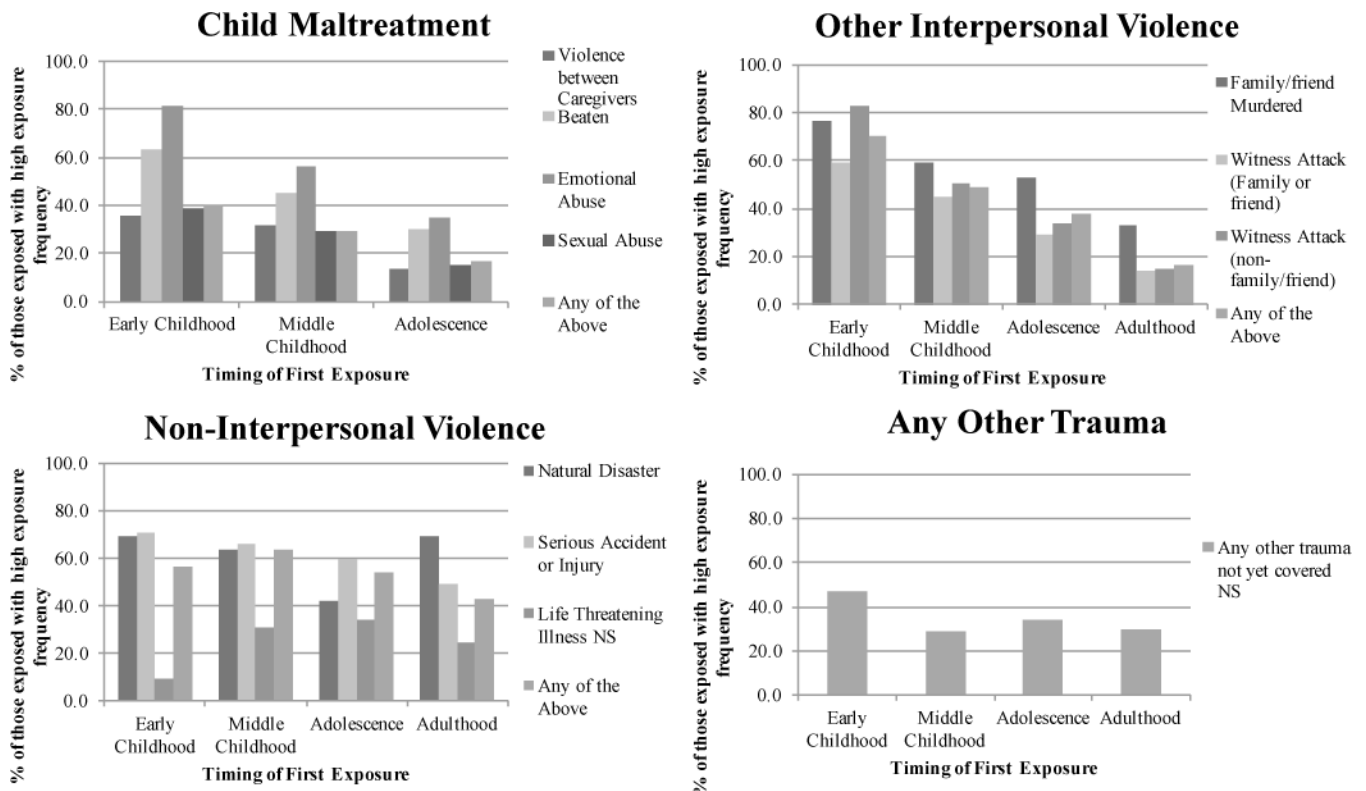 Child Maltreatment
% of those exposed with high exposure
frequency
100.0
80.0
60.0
40.0
20.0
0.0
Early Childhood
Middle
Childhood
Adolescence
Timing of First Exposure
Violence
between
Caregivers
Beaten
Emotional
Abuse
Sexual Abuse
Any of the
Above
Other Interpersonal Violence
% of those exposed with high exposure
frequency
100.0
80.0
60.0
40.0
20.0
0.0
Early
Childhood
Middle
Childhood
Adolescence
Adulthood
Timing of First Exposure
Family/friend
Murdered
Witness Attack
(Family or
friend)
Witness Attack
(non-
family/friend)
Any of the
Above
Non-Interpersonal Violence
% of those exposed with high exposure
frequency
100.0
80.0
60.0
40.0
20.0
0.0
Early
Childhood
Middle
Childhood
Adolescence
Adulthood
Timing of First Exposure
Natural Disaster
Serious Accident
or Injury
Life Threatening
Illness NS
Any of the
Above
Any Other Trauma
% of those exposed with high exposure
frequency
100.0
80.0
60.0
40.0
20.0
0.0
Early
Childhood
Middle
Childhood
Adolescence
Adulthood
Timing of First Exposure
Any other trauma
not yet covered
NS